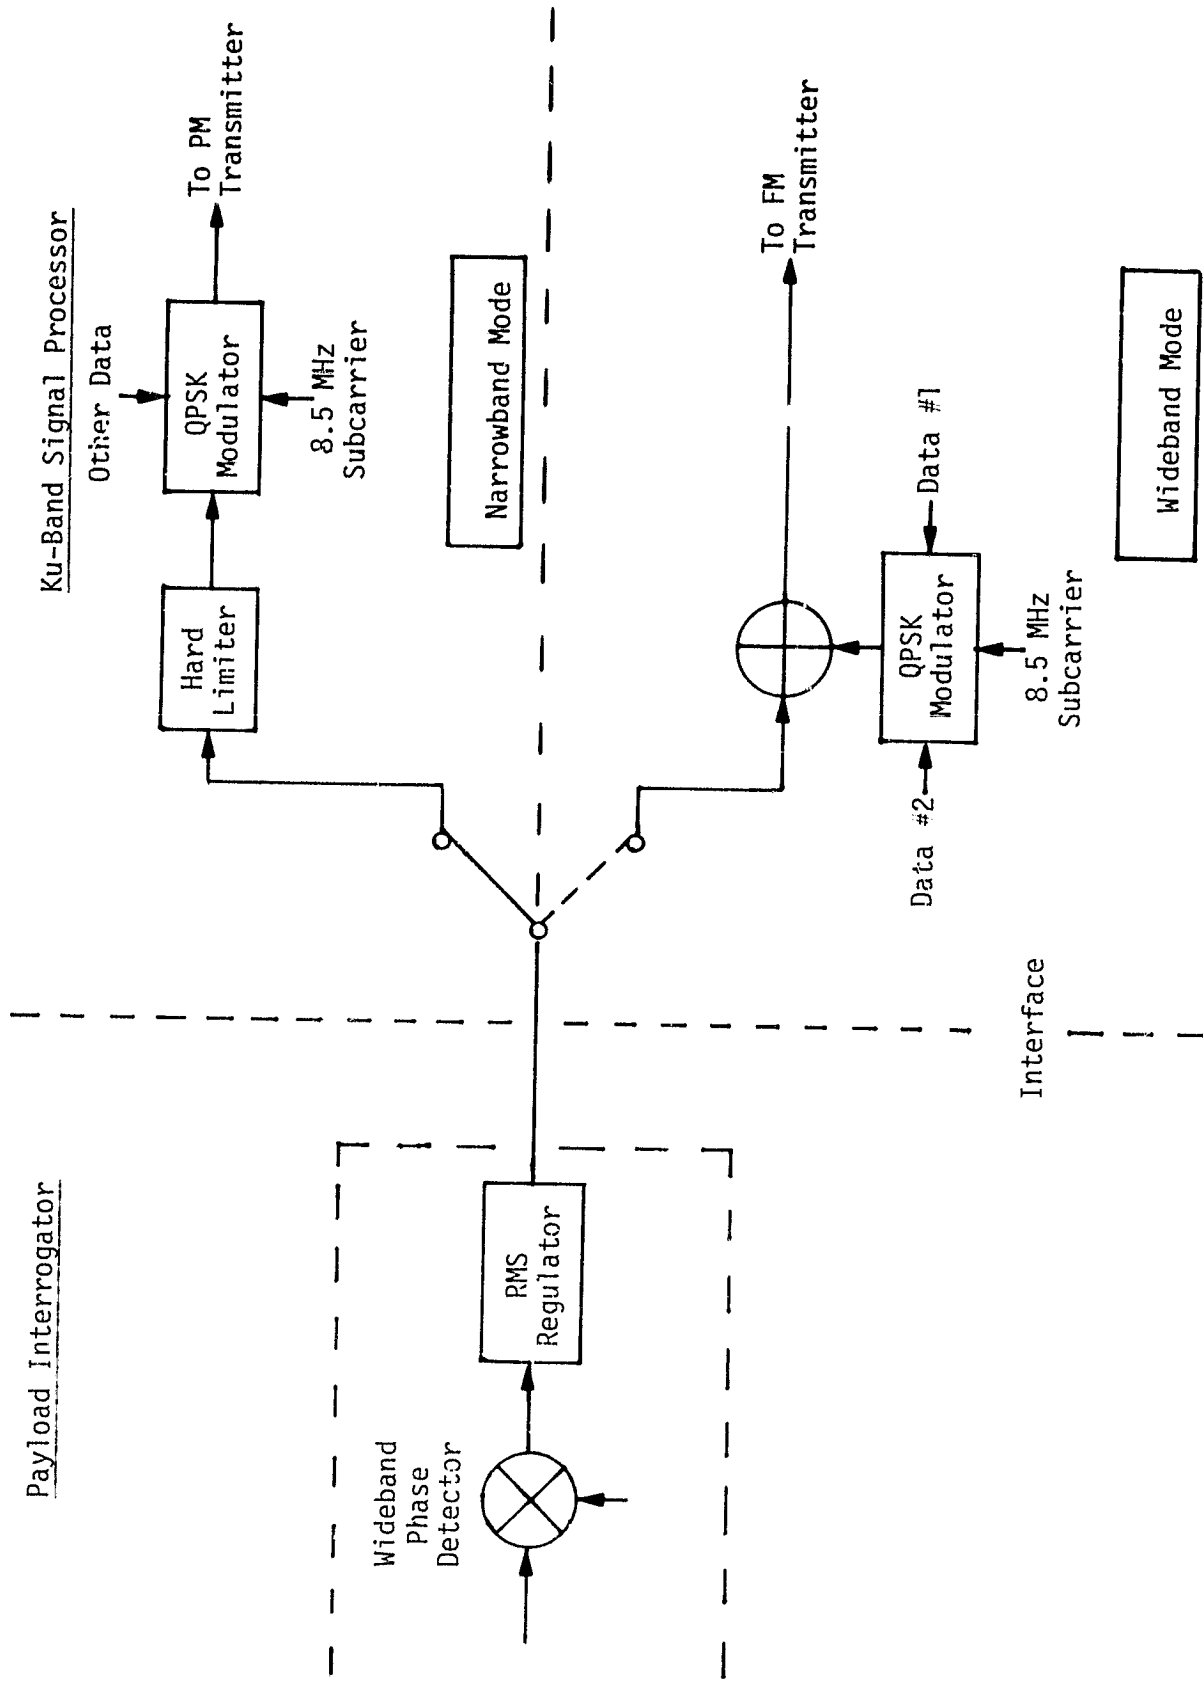 Payload Interrogator
Wideband
Phase
Detector
RMS
Regulator
Interface
Ku-Band Signal Processor
Hard
Limiter
Other Data
QPSK
Modulator
8.5 MHz
Subcarrier
To PM
Transmitter
Narrowband Mode
To FM
Transmitter
Data #2
QPSK
Modulator
Data #1
8.5 MHz
Subcarrier
Wideband Mode